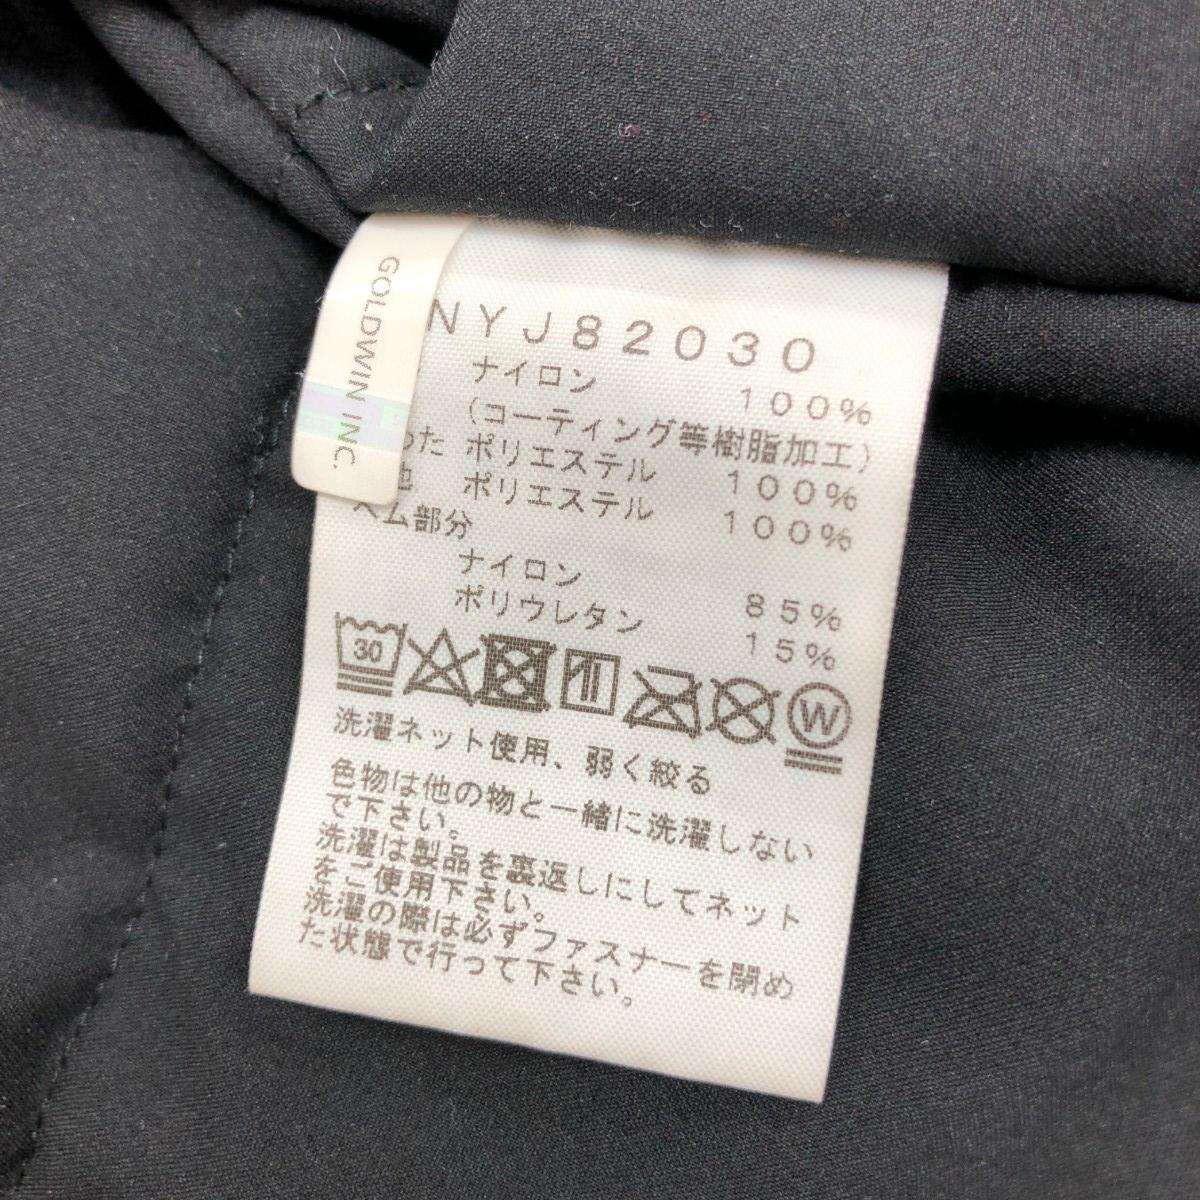 GOLDWIN INC.
NYJ82030
ナイロン 100%
(コーティング等樹脂加工)
わた ポリエステル 100%
地 ポリエステル 100%
ヘム部分
ナイロン 85%
ポリウレタン 15%
30 W
洗濯ネット使用、弱く絞る
色物は他の物と一緒に洗濯しない
で下さい。
洗濯は製品を裏返しにしてネット
をご使用下さい。
洗濯の際は必ずファスナーを閉め
た状態で行って下さい。